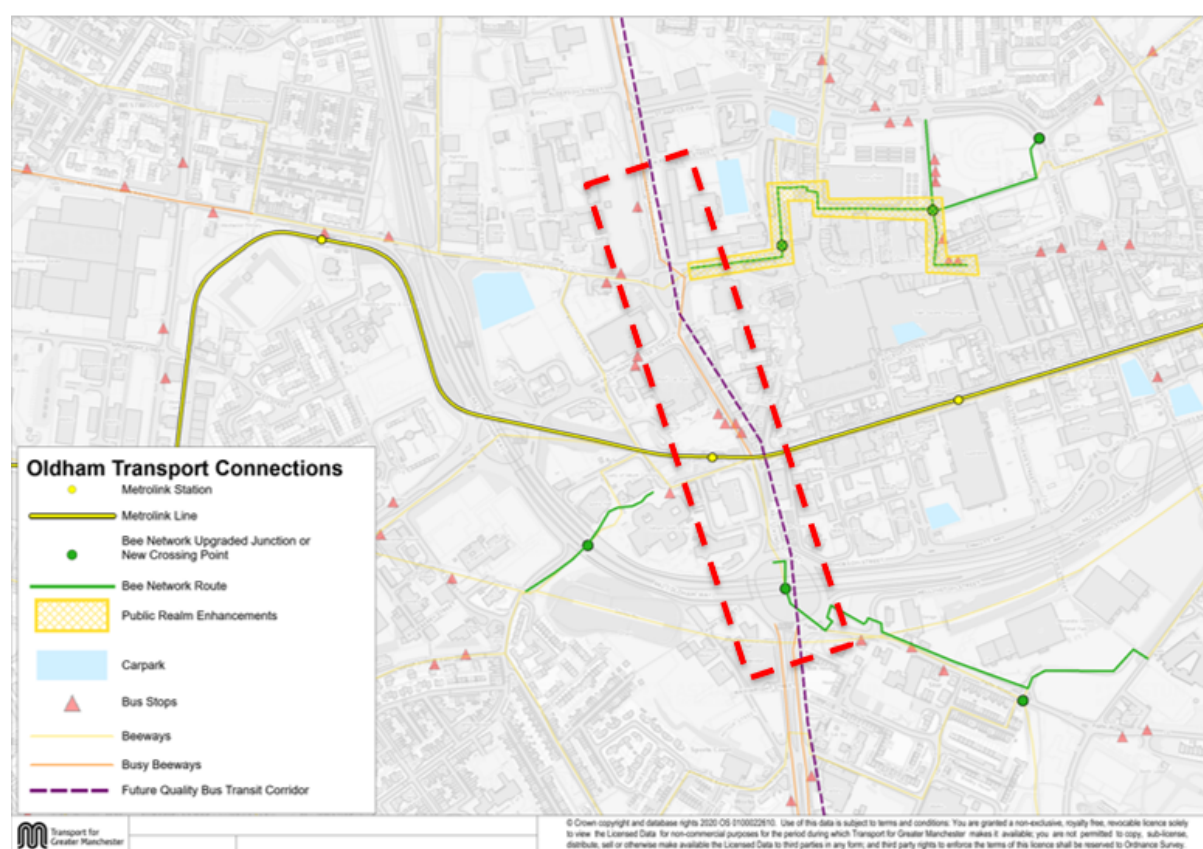 Oldham Transport Connections
Metrolink Station
Metrolink Line
Bee Network Upgraded Junction or
New Crossing Point
Bee Network Route
Public Realm Enhancements
Carpark
Bus Stops
Beeways
Busy Beeways
Future Quality Bus Transit Corridor
Transport for
Greater Manchester
© Crown copyright and database rights 2020 OS 0100022610. Use of this data is subject to terms and conditions: You are granted a non-exclusive, royalty free, revocable licence solely
to view the Licensed Data for non-commercial purposes for the period during which Transport for Greater Manchester makes it available; you are not permitted to copy, sub-license,
distribute, sell or otherwise make available the Licensed Data to third parties in any form; and third party rights to enforce the terms of this licence shall be reserved to Ordnance Survey.